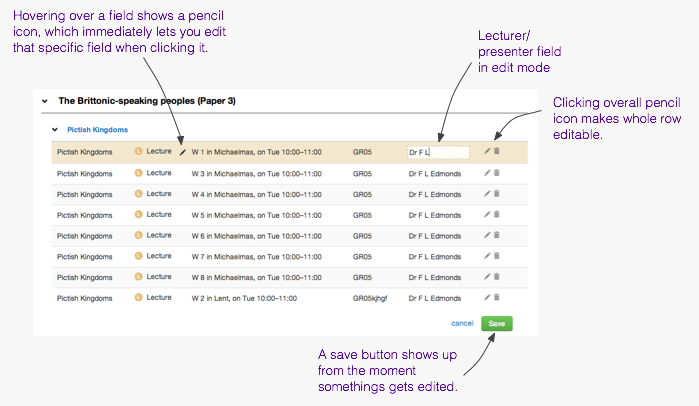 Hovering over a field shows a pencil
icon, which immediately lets you edit
that specific field when clicking it.
Lecturer/
presenter field
in edit mode
Clicking overall pencil
icon makes whole row
editable.
The Brittonic-speaking peoples (Paper 3)
Pictish Kingdoms
Pictish Kingdoms L Lecture W 1 in Michaelmas, on Tue 10:00–11:00 GR05 Dr F L
Pictish Kingdoms L Lecture W 3 in Michaelmas, on Tue 10:00–11:00 GR05 Dr F L Edmonds
Pictish Kingdoms L Lecture W 4 in Michaelmas, on Tue 10:00–11:00 GR05 Dr F L Edmonds
Pictish Kingdoms L Lecture W 5 in Michaelmas, on Tue 10:00–11:00 GR05 Dr F L Edmonds
Pictish Kingdoms L Lecture W 6 in Michaelmas, on Tue 10:00–11:00 GR05 Dr F L Edmonds
Pictish Kingdoms L Lecture W 7 in Michaelmas, on Tue 10:00–11:00 GR05 Dr F L Edmonds
Pictish Kingdoms L Lecture W 8 in Michaelmas, on Tue 10:00–11:00 GR05 Dr F L Edmonds
Pictish Kingdoms L Lecture W 2 in Lent, on Tue 10:00–11:00 GR05kjhgf Dr F L Edmonds
cancel Save
A save button shows up
from the moment
somethings gets edited.